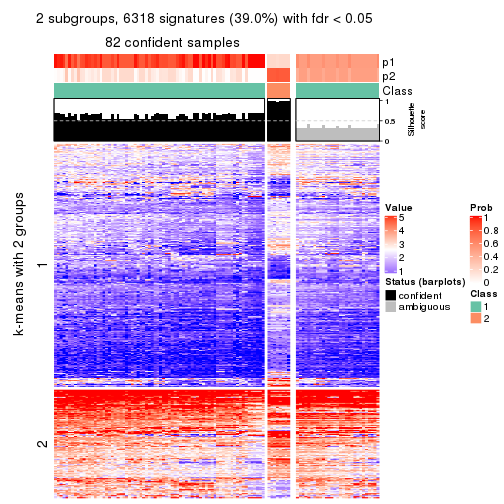 2 subgroups, 6318 signatures (39.0%) with fdr < 0.05
82 confident samples
p1
p2
Class
1
0.5
0
Silhouette
score
k-means with 2 groups
1
2
Value
5
4
3
2
1
Status (barplots)
confident
ambiguous
Prob
1
0.8
0.6
0.4
0.2
0
Class
1
2